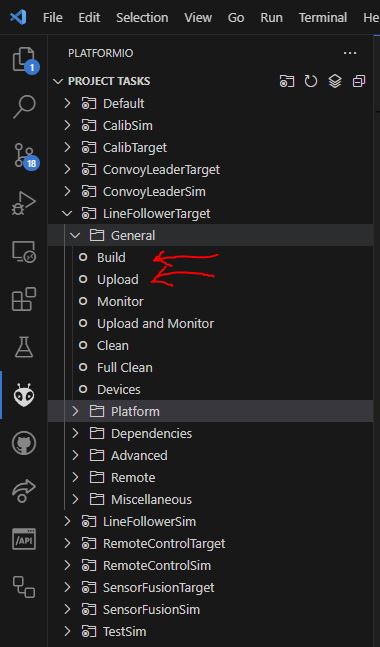 File Edit Selection View Go Run Terminal He
PLATFORMIO ...
PROJECT TASKS
Default
CalibSim
CalibTarget
ConvoyLeaderTarget
ConvoyLeaderSim
LineFollowerTarget
General
Build
Upload
Monitor
Upload and Monitor
Clean
Full Clean
Devices
Platform
Dependencies
Advanced
Remote
Miscellaneous
LineFollowerSim
RemoteControlTarget
RemoteControlSim
SensorFusionTarget
SensorFusionSim
TestSim
1
18
/API